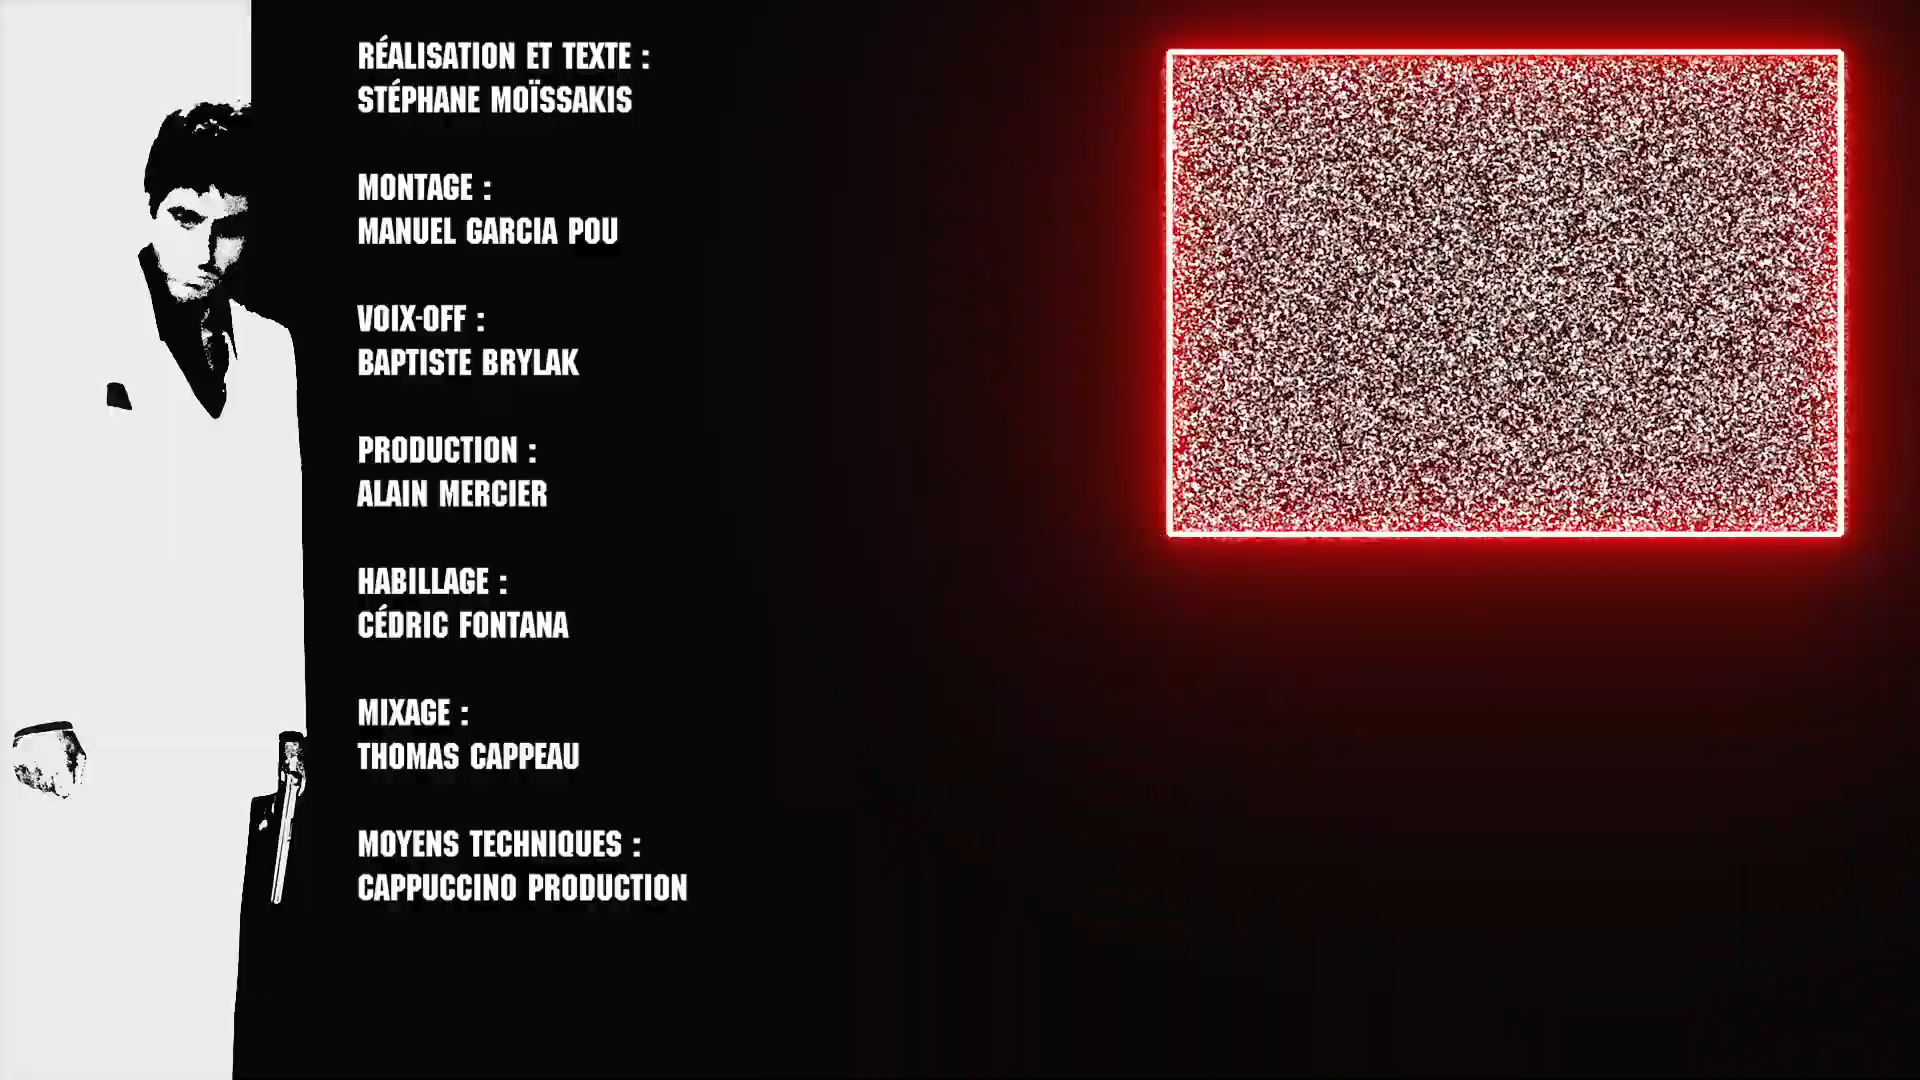 RÉALISATION ET TEXTE :
STÉPHANE MOÏSSAKIS
MONTAGE :
MANUEL GARCIA POU
VOIX-OFF :
BAPTISTE BRYLAK
PRODUCTION :
ALAIN MERCIER
HABILLAGE :
CÉDRIC FONTANA
MIXAGE :
THOMAS CAPPEAU
MOYENS TECHNIQUES :
CAPPUCCINO PRODUCTION